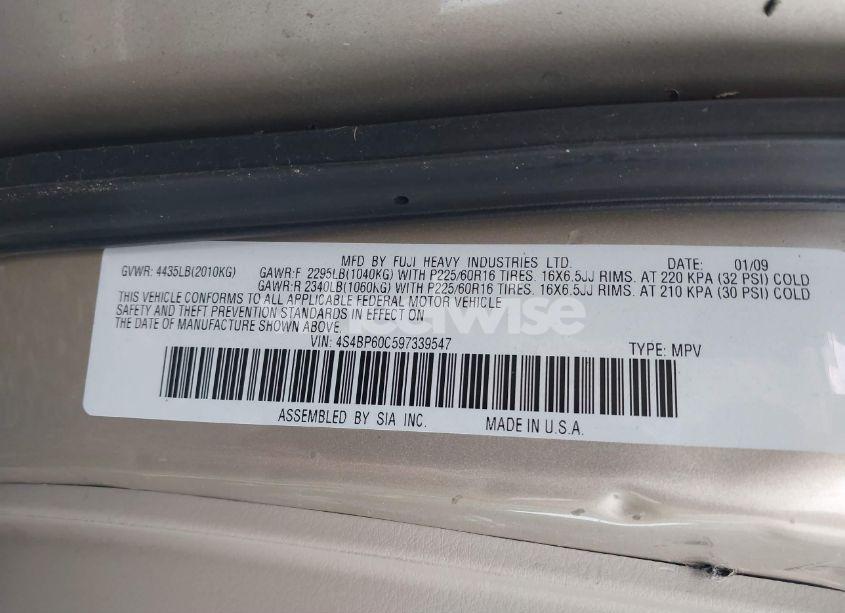 MFD BY FUJI HEAVY INDUSTRIES LTD. DATE: 01/09
GVWR: 4435LB(2010KG) GAWR:F 2295LB(1040KG) WITH P225/60R16 TIRES. 16X6.5JJ RIMS. AT 220 KPA (32 PSI) COLD
GAWR:R 2340LB(1060KG) WITH P225/60R16 TIRES. 16X6.5JJ RIMS. AT 210 KPA (30 PSI) COLD
THIS VEHICLE CONFORMS TO ALL APPLICABLE FEDERAL MOTOR VEHICLE
SAFETY AND THEFT PREVENTION STANDARDS IN EFFECT ON
THE DATE OF MANUFACTURE SHOWN ABOVE.
VIN: 4S4BP60C597339547 TYPE: MPV
ASSEMBLED BY SIA INC. MADE IN U.S.A.